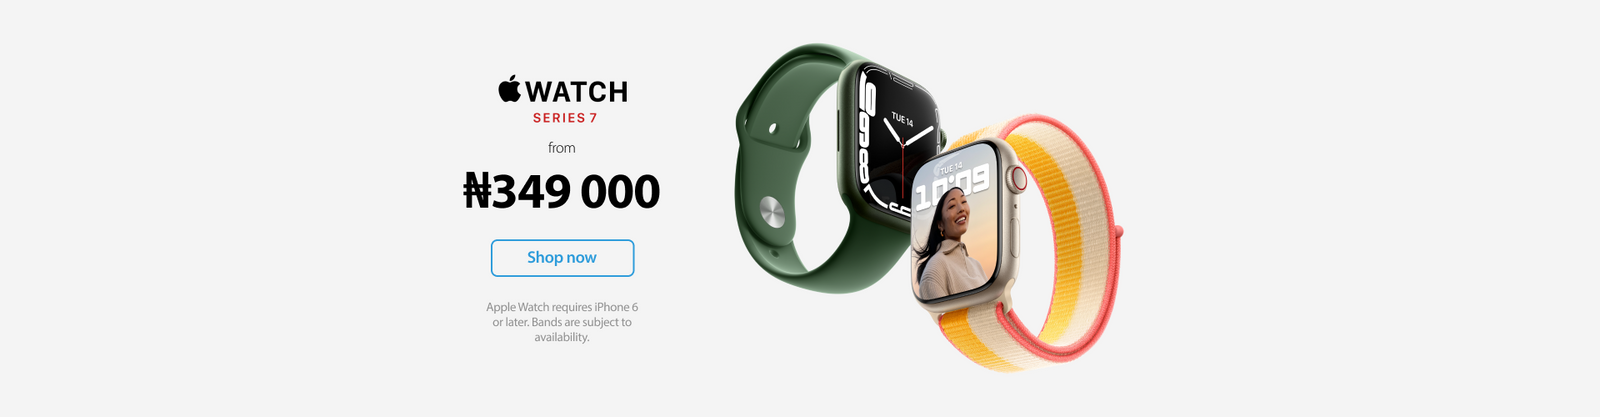 WATCH
SERIES 7
from
₦349 000
Shop now
Apple Watch requires iPhone 6
or later. Bands are subject to
availability.
TUE 14
TUE 14
10:09